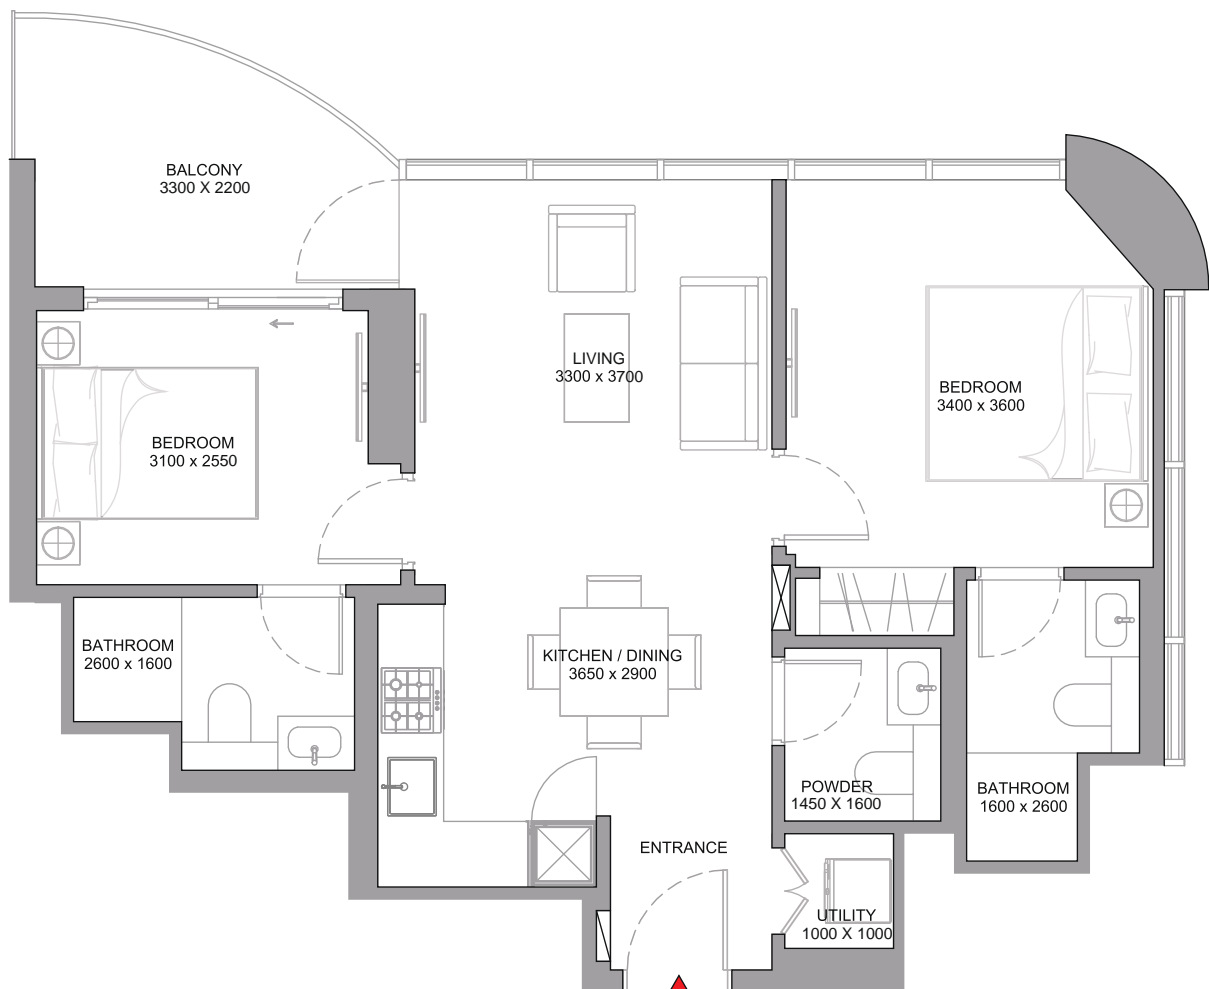 BALCONY
3300 X 2200
LIVING
3300 x 3700
BEDROOM
3400 x 3600
BEDROOM
3100 x 2550
BATHROOM
2600 x 1600
KITCHEN / DINING
3650 x 2900
POWDER
1450 X 1600
BATHROOM
1600 x 2600
ENTRANCE
UTILITY
1000 X 1000